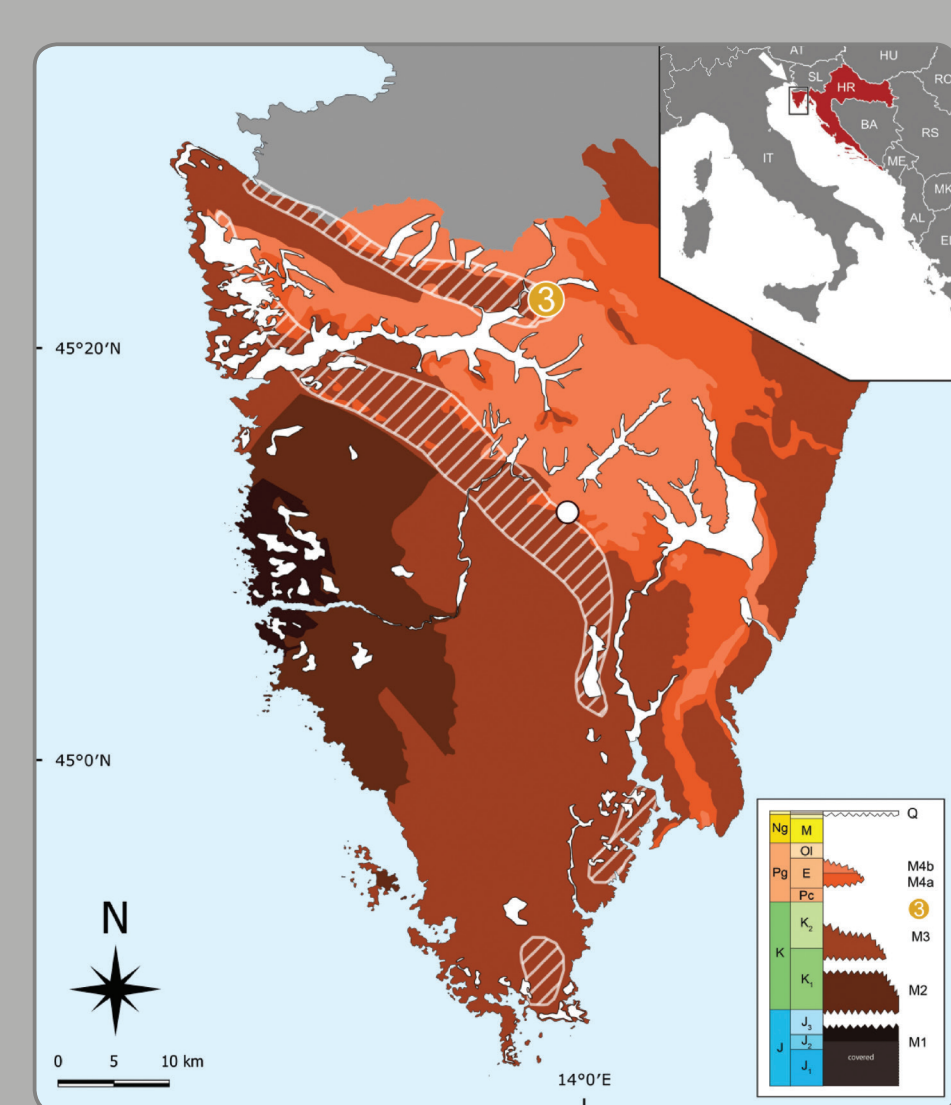 AT
HU
SL
RO
HR
BA
RS
IT
ME
MK
AL
3
45°20'N
45°0'N
14°0'E
N
0 5 10 km
Q
Ng M
Ol
Pg E
Pc
M4b
M4a
3
K K₂
M3
K₁
M2
J J₃
J₂
M1
J₁
covered